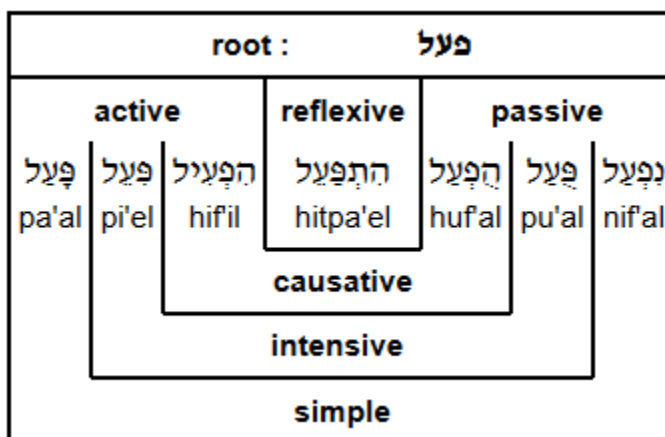 root : פעל
active reflexive passive
פָּעַל פִּעֵל הִפְעִיל הִתְפַּעֵל הֻפְעַל פֻּעַל נִפְעַל
pa'al pi'el hif'il hitpa'el huf'al pu'al nif'al
causative
intensive
simple